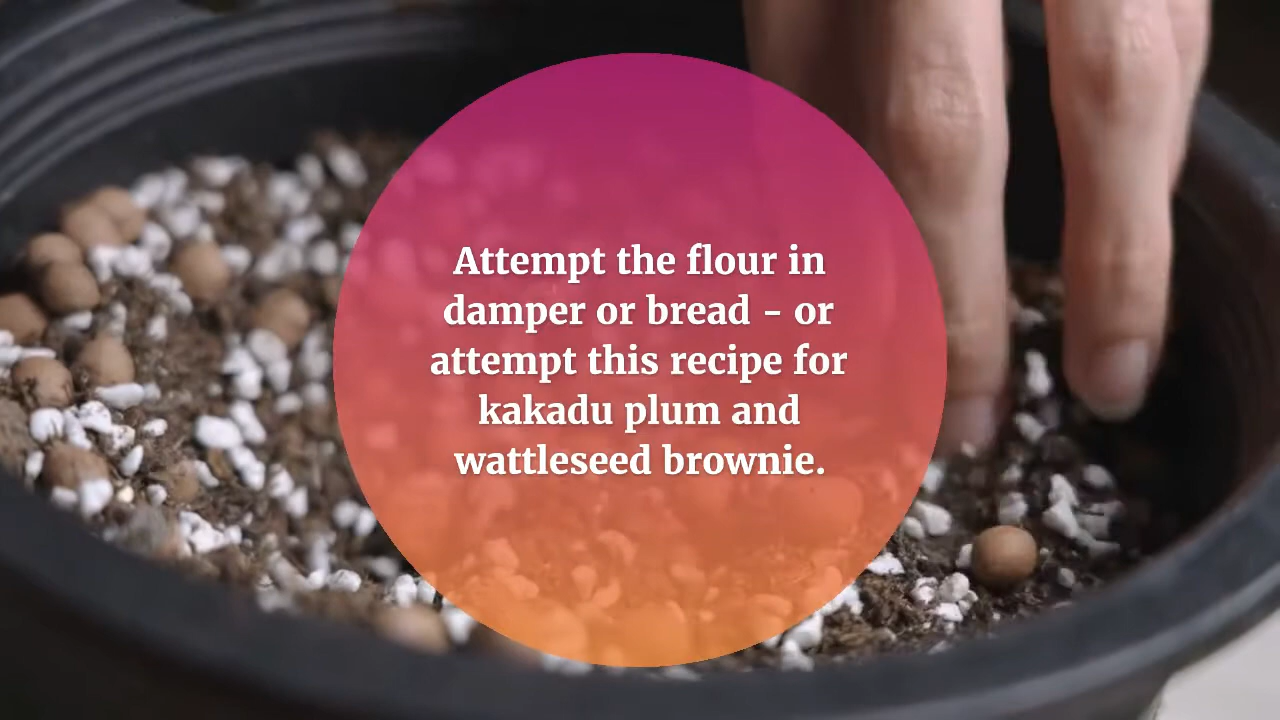 Attempt the flour in
damper or bread - or
attempt this recipe for
kakadu plum and
wattleseed brownie.